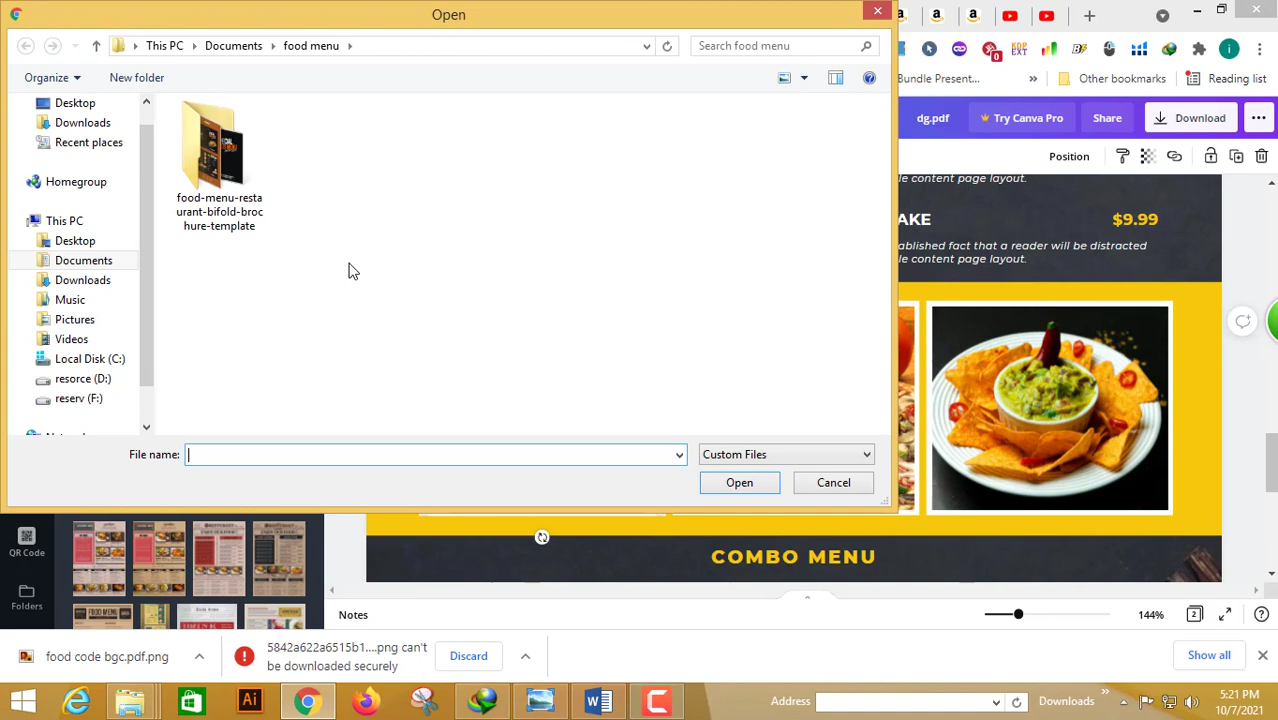 Open
This PC
Documents
food menu
Search food menu
Organize
New folder
Desktop
Downloads
Recent places
Homegroup
This PC
Desktop
Documents
Downloads
Music
Pictures
Videos
Local Disk (C:)
resorce (D:)
reserv (F:)
food-menu-resta
urant-bifold-broc
hure-template
File name:
Custom Files
Open
Cancel
0
KDP
EXT
i
Bundle Present...
»
Other bookmarks
Reading list
dg.pdf
Try Canva Pro
Share
Download
Position
le content page layout.
AKE
$9.99
ablished fact that a reader will be distracted
le content page layout.
COMBO MENU
QR Code
Folders
Notes
144%
2
food code bgc.pdf.png
5842a622a6515b1....png can't
be downloaded securely
Discard
Show all
Ai
Address
Downloads
»
5:21 PM
10/7/2021